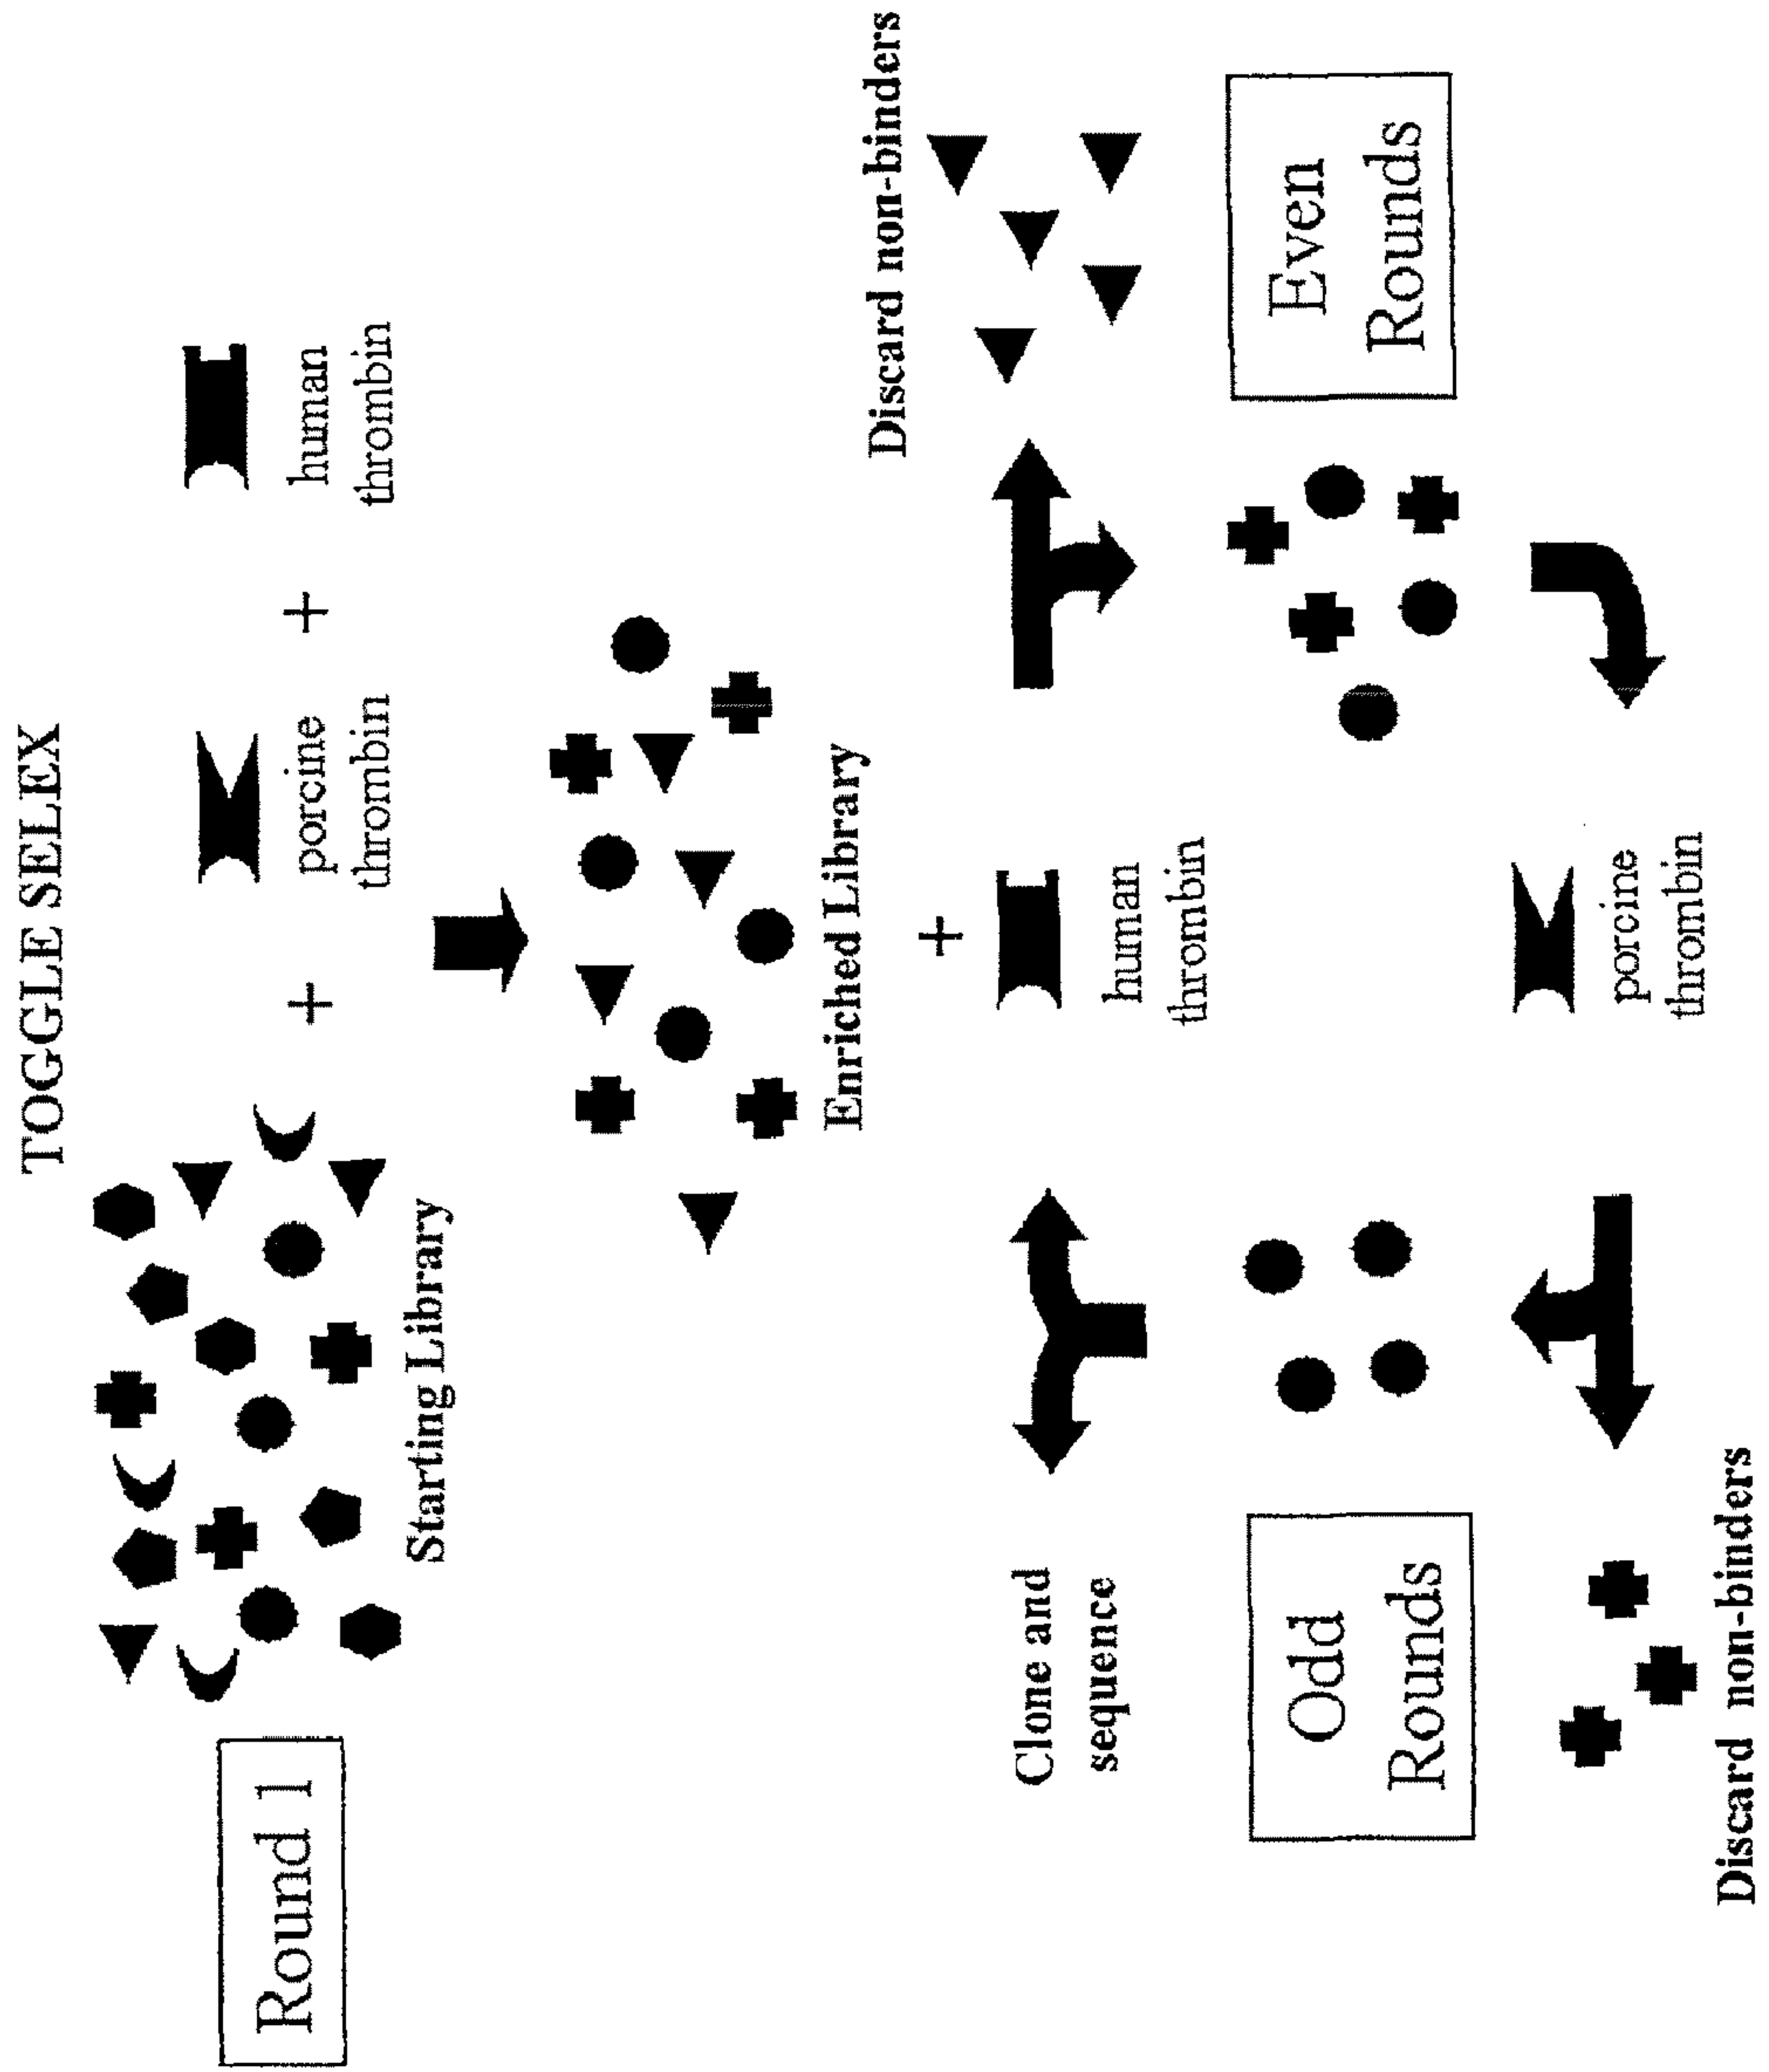 TOGGLE SELEX
Round 1
Starting Library
+
porcine
thrombin
+
human
thrombin
Enriched Library
+
human
thrombin
Discard non-binders
Even
Rounds
porcine
thrombin
Clone and
sequence
Odd
Rounds
Discard non-binders